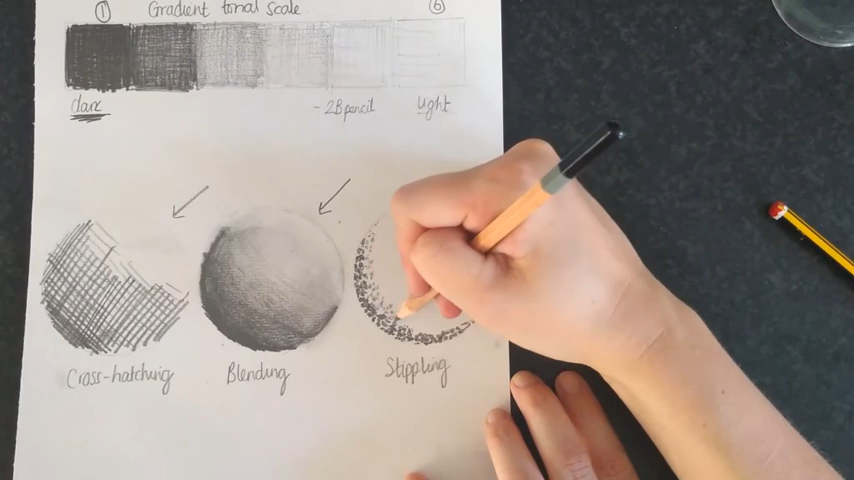 ① Gradient tonal scale ⑥
dark - 2B pencil Light
Cross-hatching Blending Stippling